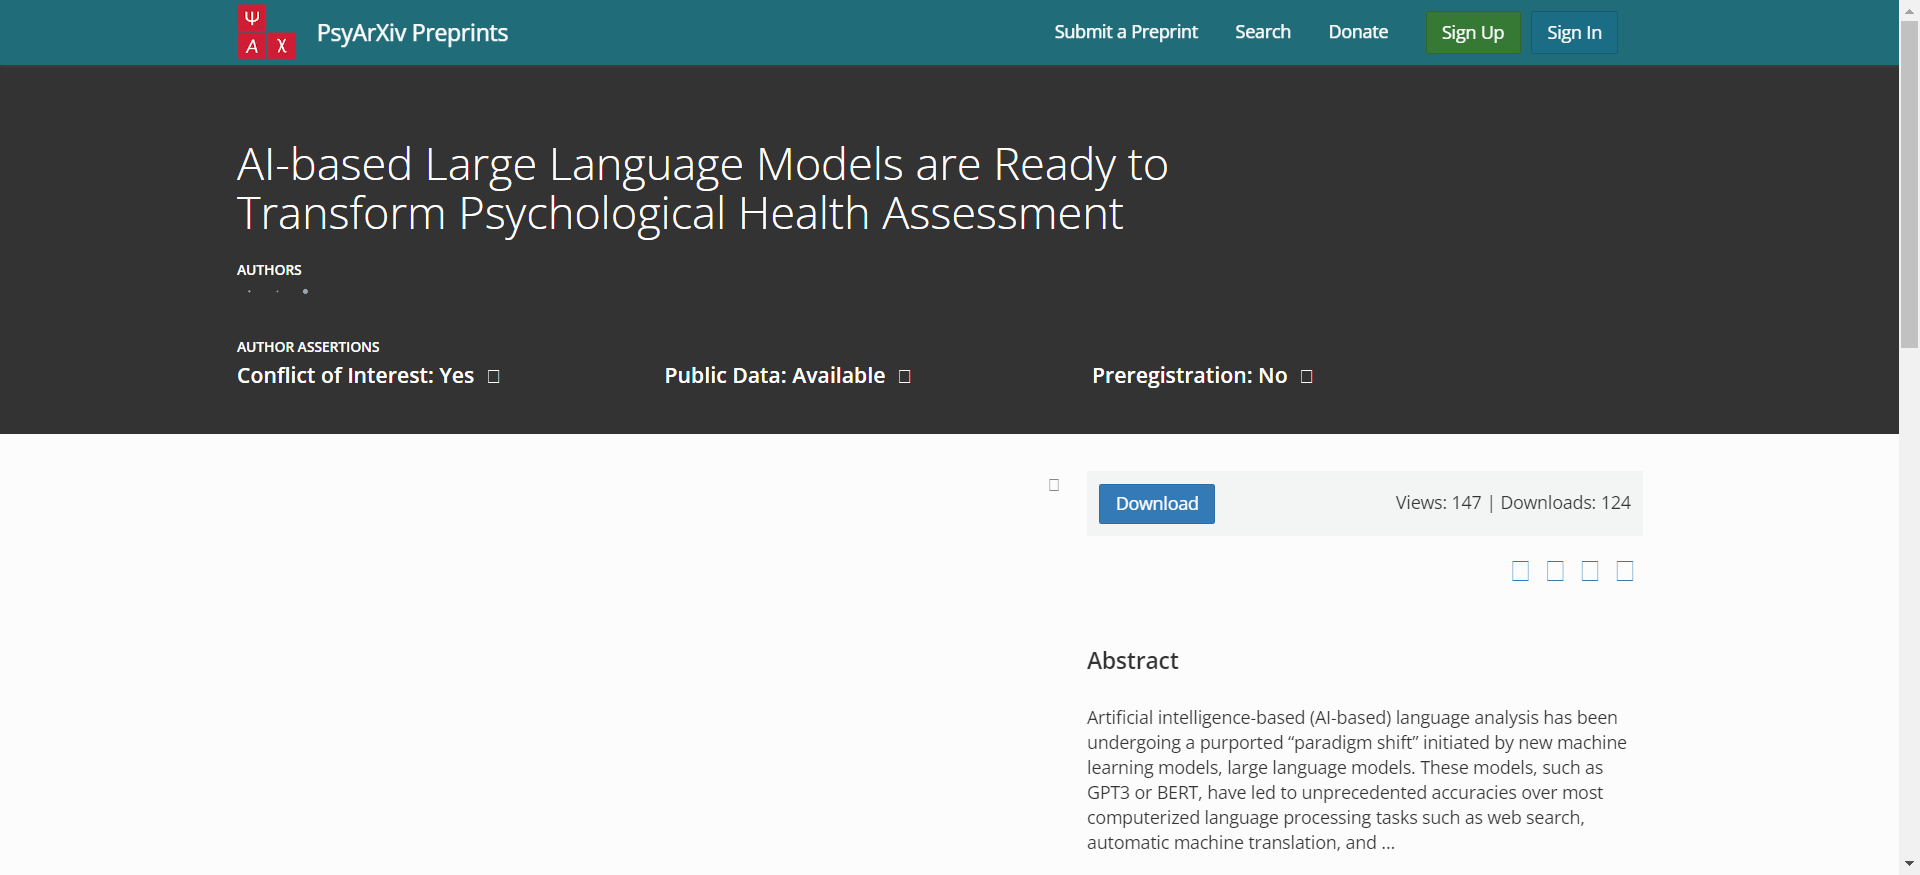 Ψ
A χ
PsyArXiv Preprints
Submit a Preprint
Search
Donate
Sign Up
Sign In
AI-based Large Language Models are Ready to
Transform Psychological Health Assessment
AUTHORS
AUTHOR ASSERTIONS
Conflict of Interest: Yes
Public Data: Available
Preregistration: No
Download
Views: 147 | Downloads: 124
Abstract
Artificial intelligence-based (AI-based) language analysis has been
undergoing a purported “paradigm shift” initiated by new machine
learning models, large language models. These models, such as
GPT3 or BERT, have led to unprecedented accuracies over most
computerized language processing tasks such as web search,
automatic machine translation, and ...